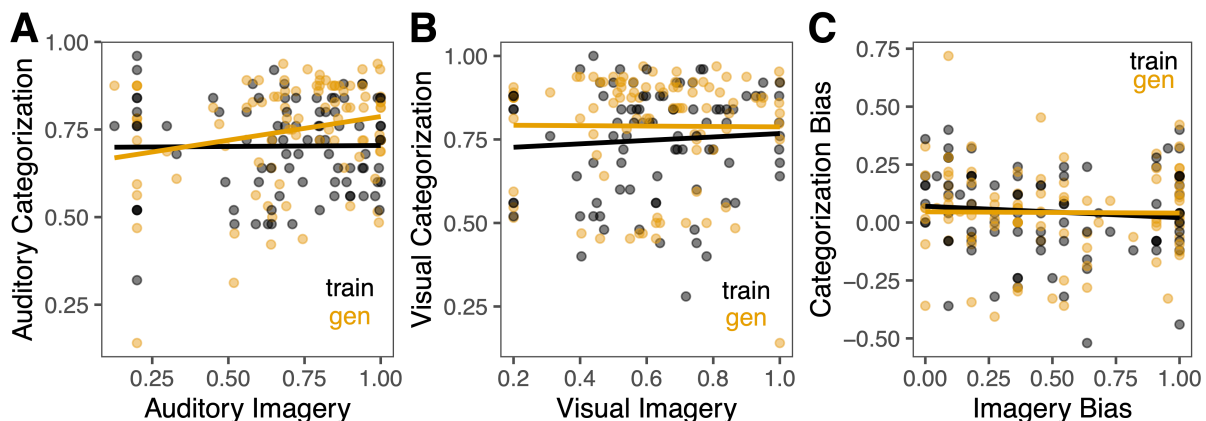 A
Auditory Categorization
1.00
0.75
0.50
0.25
train
gen
0.25 0.50 0.75 1.00
Auditory Imagery
B
Visual Categorization
1.00
0.75
0.50
0.25
train
gen
0.2 0.4 0.6 0.8 1.0
Visual Imagery
C
Categorization Bias
0.75
0.50
0.25
0.00
−0.25
−0.50
train
gen
0.00 0.25 0.50 0.75 1.00
Imagery Bias